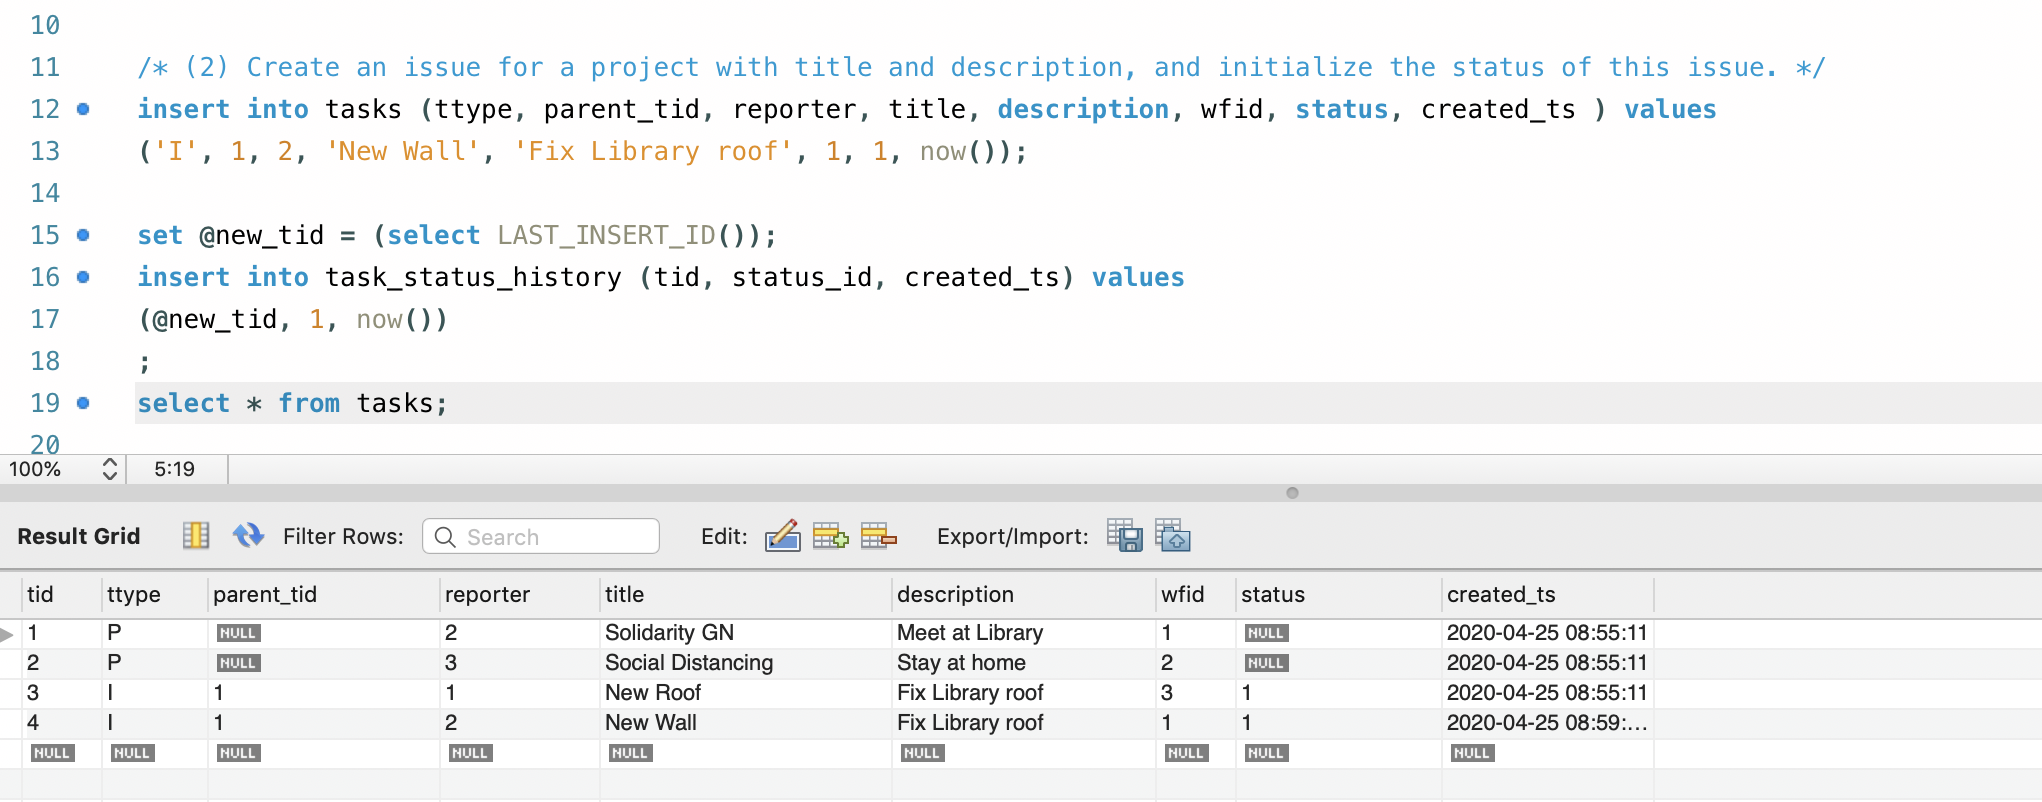 10
11 /* (2) Create an issue for a project with title and description, and initialize the status of this issue. */
12 insert into tasks (ttype, parent_tid, reporter, title, description, wfid, status, created_ts ) values
13 ('I', 1, 2, 'New Wall', 'Fix Library roof', 1, 1, now());
14
15 set @new_tid = (select LAST_INSERT_ID());
16 insert into task_status_history (tid, status_id, created_ts) values
17 (@new_tid, 1, now())
18 ;
19 select * from tasks;
20
100% 5:19
Result Grid Filter Rows: Search Edit: Export/Import:
tid ttype parent_tid reporter title description wfid status created_ts
1 P NULL 2 Solidarity GN Meet at Library 1 NULL 2020-04-25 08:55:11
2 P NULL 3 Social Distancing Stay at home 2 NULL 2020-04-25 08:55:11
3 I 1 1 New Roof Fix Library roof 3 1 2020-04-25 08:55:11
4 I 1 2 New Wall Fix Library roof 1 1 2020-04-25 08:59:...
NULL NULL NULL NULL NULL NULL NULL NULL NULL